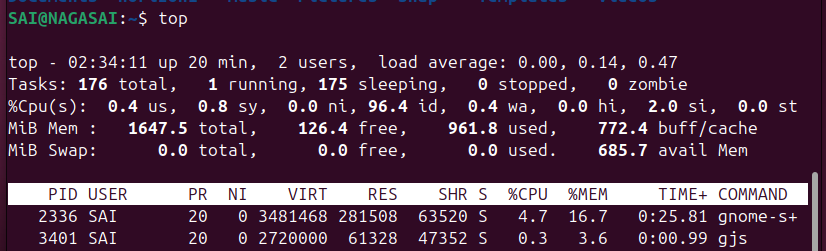 SAI@NAGASAI:~$ top
top - 02:34:11 up 20 min,  2 users,  load average: 0.00, 0.14, 0.47
Tasks: 176 total,   1 running, 175 sleeping,   0 stopped,   0 zombie
%Cpu(s):  0.4 us,  0.8 sy,  0.0 ni, 96.4 id,  0.4 wa,  0.0 hi,  2.0 si,  0.0 st
MiB Mem :   1647.5 total,    126.4 free,    961.8 used,    772.4 buff/cache
MiB Swap:      0.0 total,      0.0 free,      0.0 used.    685.7 avail Mem
PID USER      PR  NI    VIRT    RES    SHR S  %CPU  %MEM     TIME+ COMMAND
2336 SAI       20   0 3481468 281508  63520 S   4.7  16.7   0:25.81 gnome-s+
3401 SAI       20   0 2720000  61328  47352 S   0.3   3.6   0:00.99 gjs